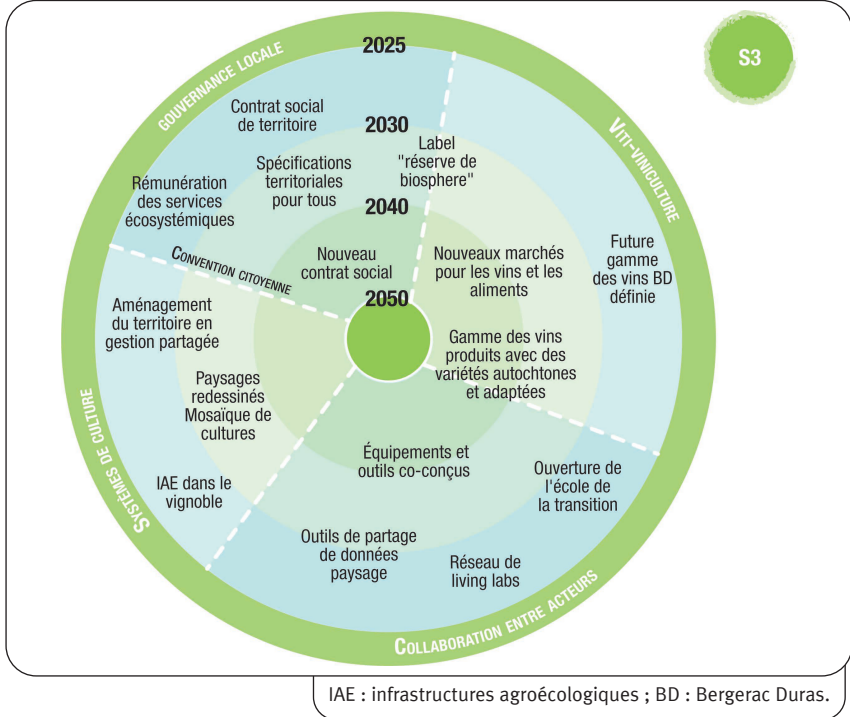 S3
GOUVERNANCE LOCALE
2025
Contrat social
de territoire
2030
Spécifications
territoriales
pour tous
Label
"réserve de
biosphere"
Rémunération
des services
écosystémiques
2040
Nouveau
contrat social
CONVENTION CITOYENNE
2050
VITI-VINICULTURE
Nouveaux marchés
pour les vins et les
aliments
Future
gamme
des vins BD
définie
Gamme des vins
produits avec des
variétés autochtones
et adaptées
Aménagement
du territoire en
gestion partagée
Paysages
redessinés
Mosaïque de
cultures
IAE dans le
vignoble
SYSTÈMES DE CULTURE
Équipements et
outils co-conçus
Ouverture de
l'école de
la transition
Outils de partage
de données
paysage
Réseau de
living labs
COLLABORATION ENTRE ACTEURS
IAE : infrastructures agroécologiques ; BD : Bergerac Duras.